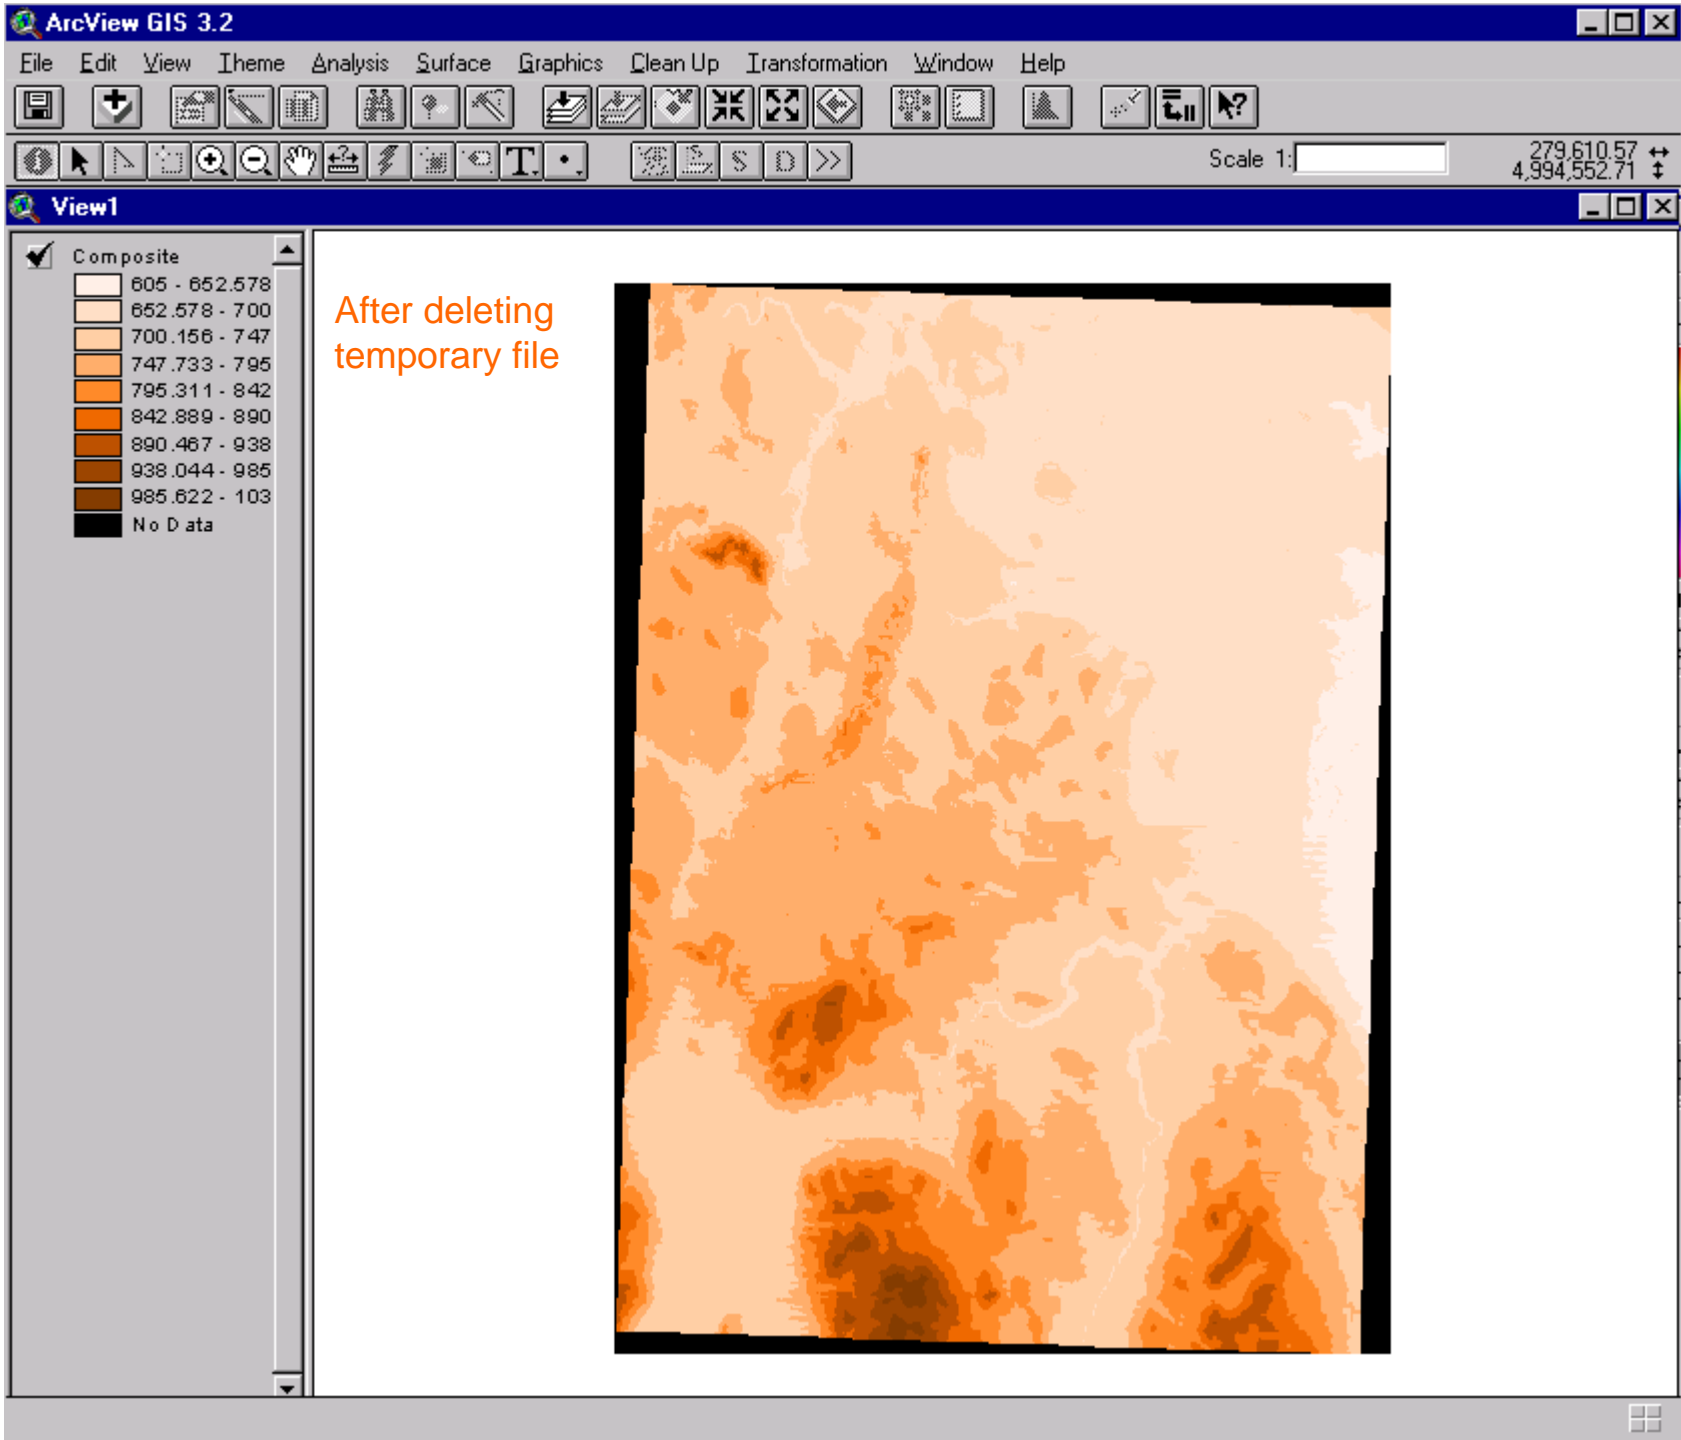 ArcView GIS 3.2
File Edit View Theme Analysis Surface Graphics Clean Up Transformation Window Help
T
S D >>
Scale 1:
279,610.57
4,994,552.71
View1
Composite
605 - 652.578
652.578 - 700
700.156 - 747
747.733 - 795
795.311 - 842
842.889 - 890
890.467 - 938
938.044 - 985
985.622 - 103
No Data
After deleting
temporary file